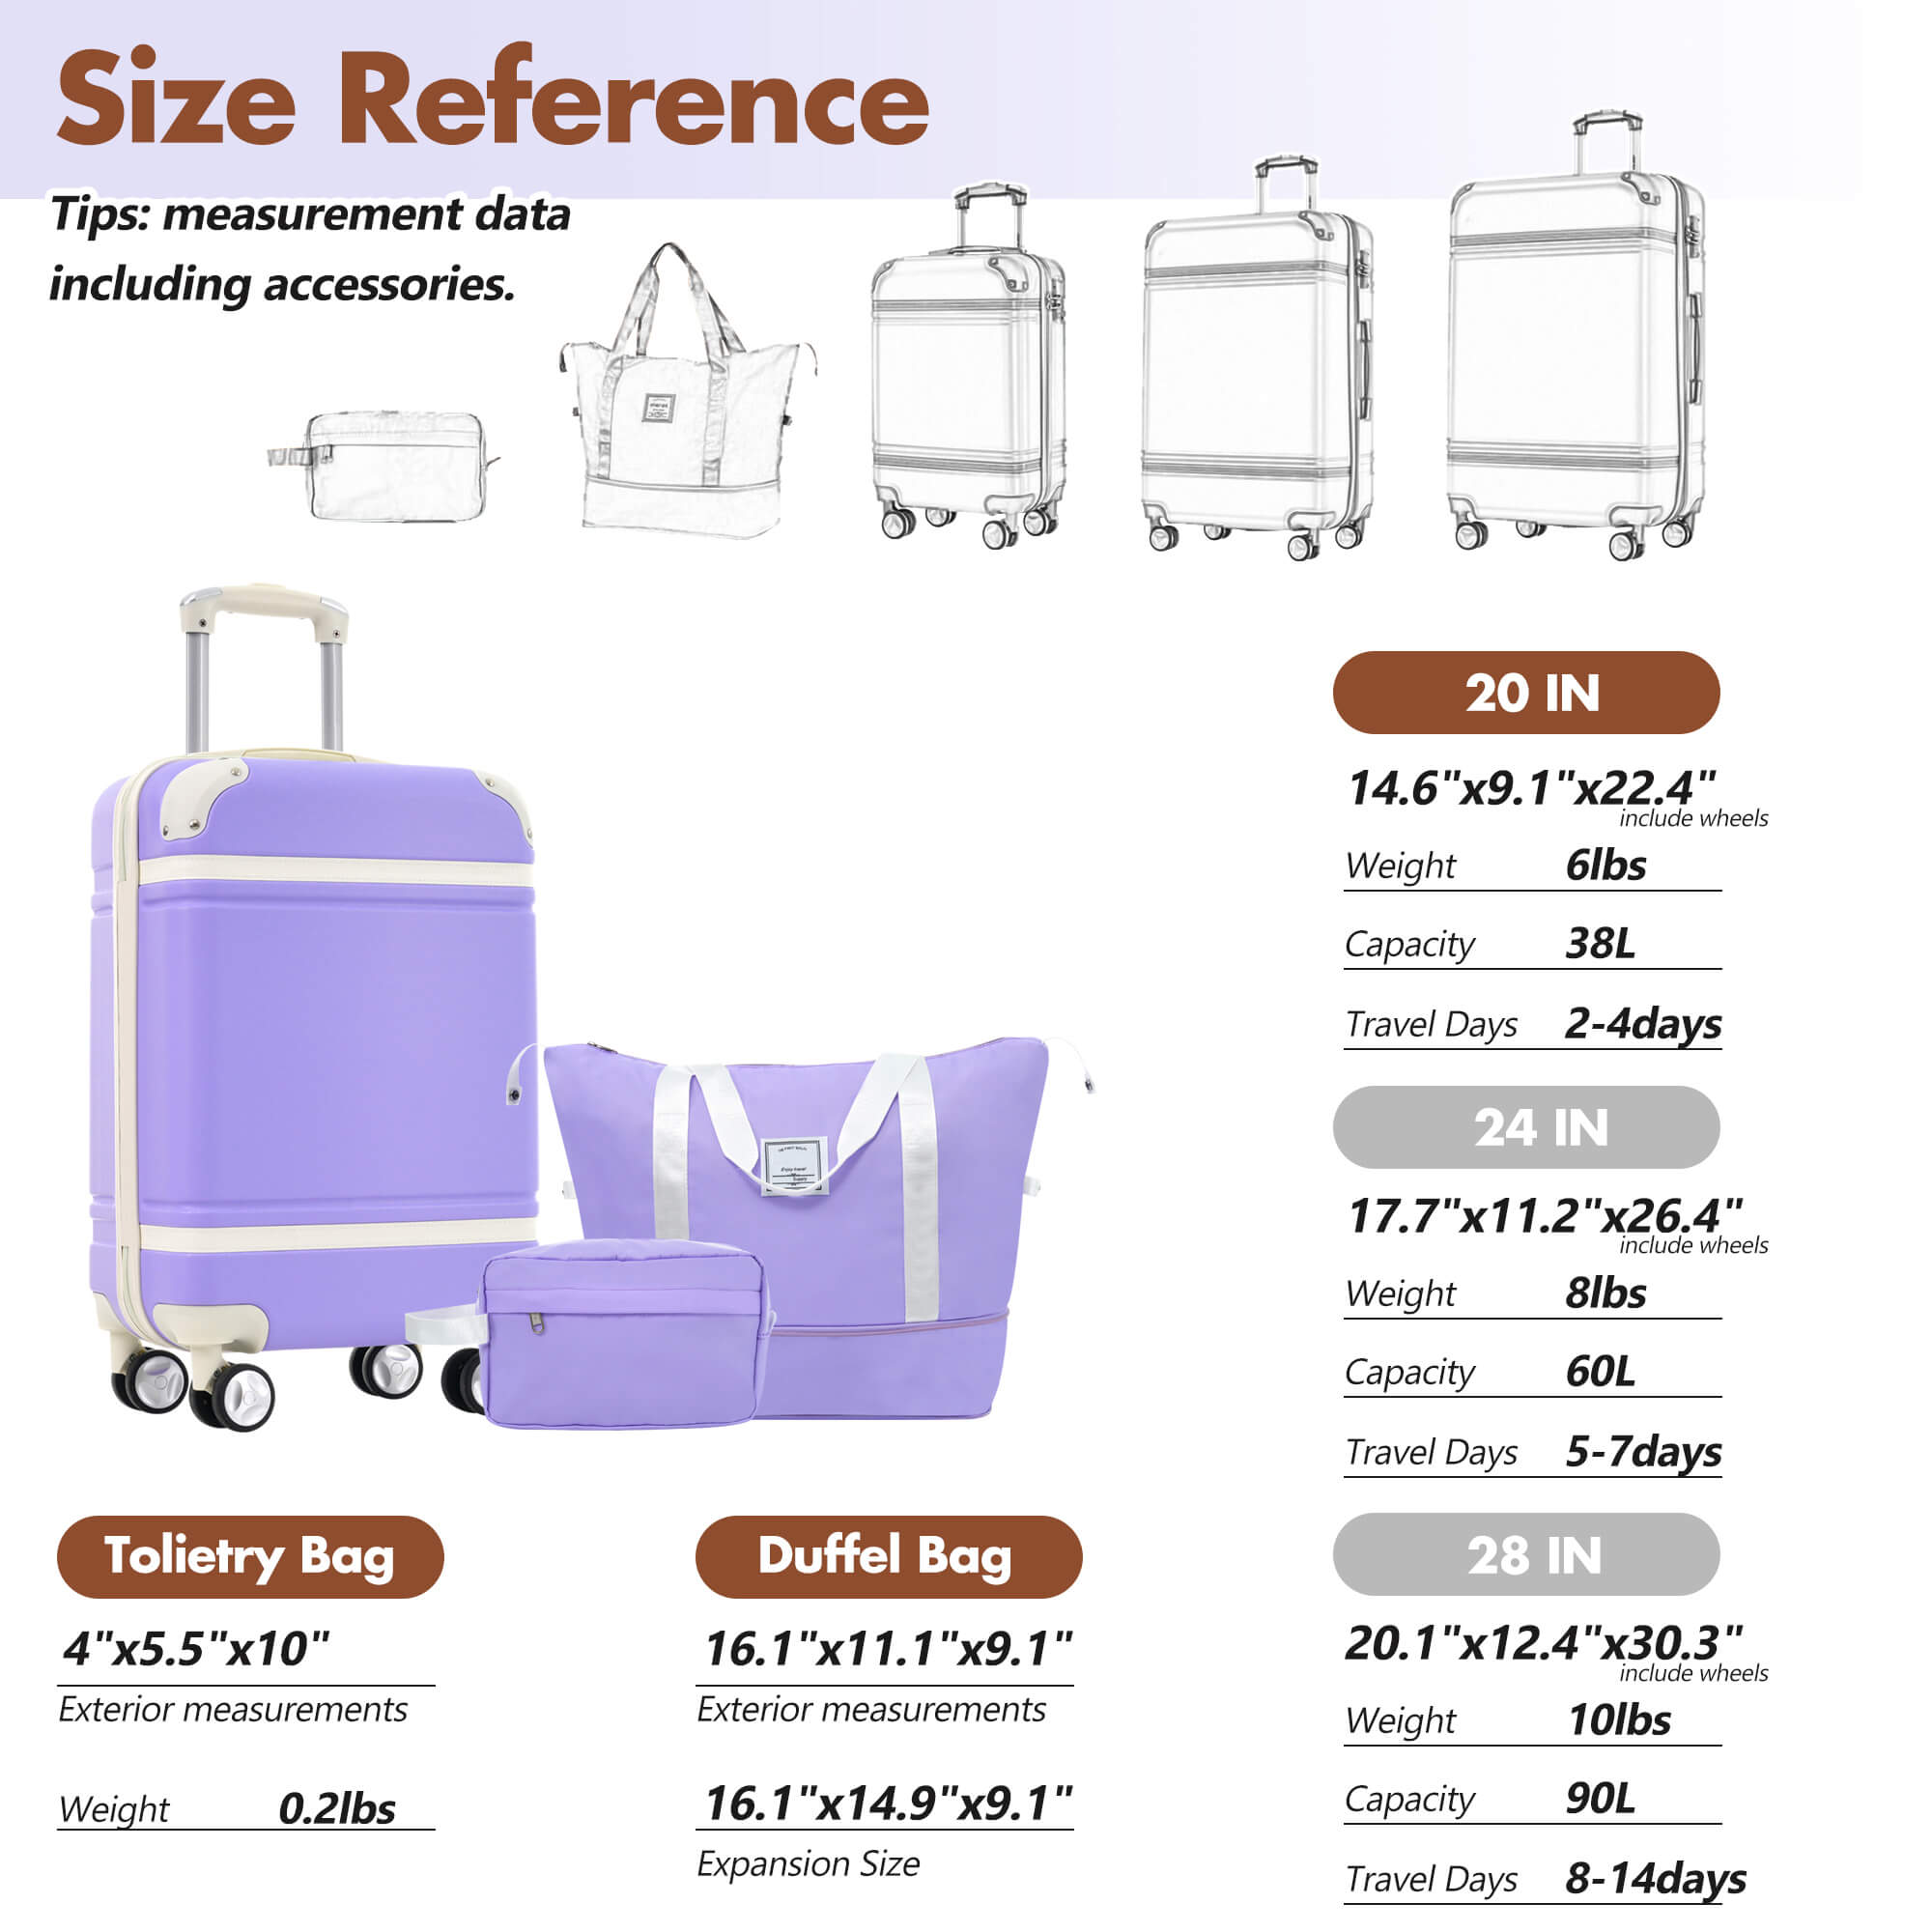 Size Reference
Tips: measurement data
including accessories.
20 IN
14.6"x9.1"x22.4"
include wheels
Weight 6lbs
Capacity 38L
Travel Days 2-4days
24 IN
17.7"x11.2"x26.4"
include wheels
Weight 8lbs
Capacity 60L
Travel Days 5-7days
Tolietry Bag
4"x5.5"x10"
Exterior measurements
Weight 0.2lbs
Duffel Bag
16.1"x11.1"x9.1"
Exterior measurements
16.1"x14.9"x9.1"
Expansion Size
28 IN
20.1"x12.4"x30.3"
include wheels
Weight 10lbs
Capacity 90L
Travel Days 8-14days